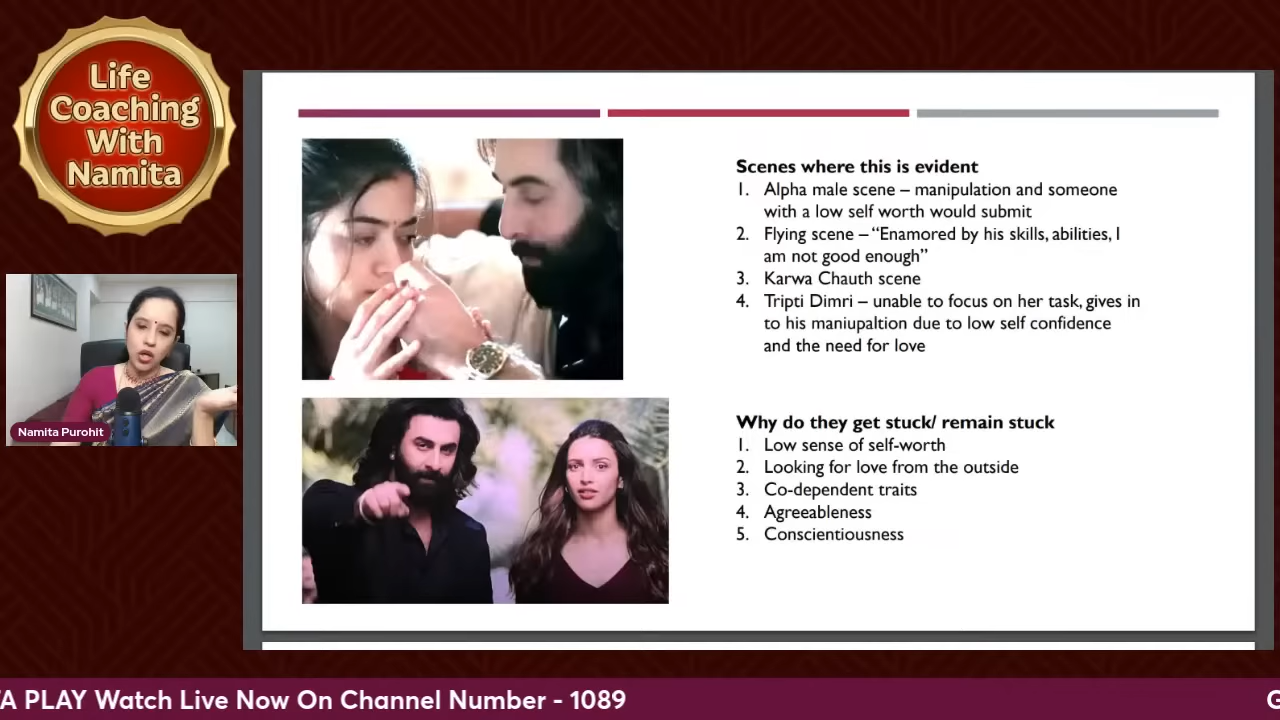 Life
Coaching
With
Namita
Namita Purohit
Scenes where this is evident
1. Alpha male scene – manipulation and someone
with a low self worth would submit
2. Flying scene – “Enamored by his skills, abilities, I
am not good enough”
3. Karwa Chauth scene
4. Tripti Dimri – unable to focus on her task, gives in
to his maniupaltion due to low self confidence
and the need for love
Why do they get stuck/ remain stuck
1. Low sense of self-worth
2. Looking for love from the outside
3. Co-dependent traits
4. Agreeableness
5. Conscientiousness
TA PLAY Watch Live Now On Channel Number - 1089
G